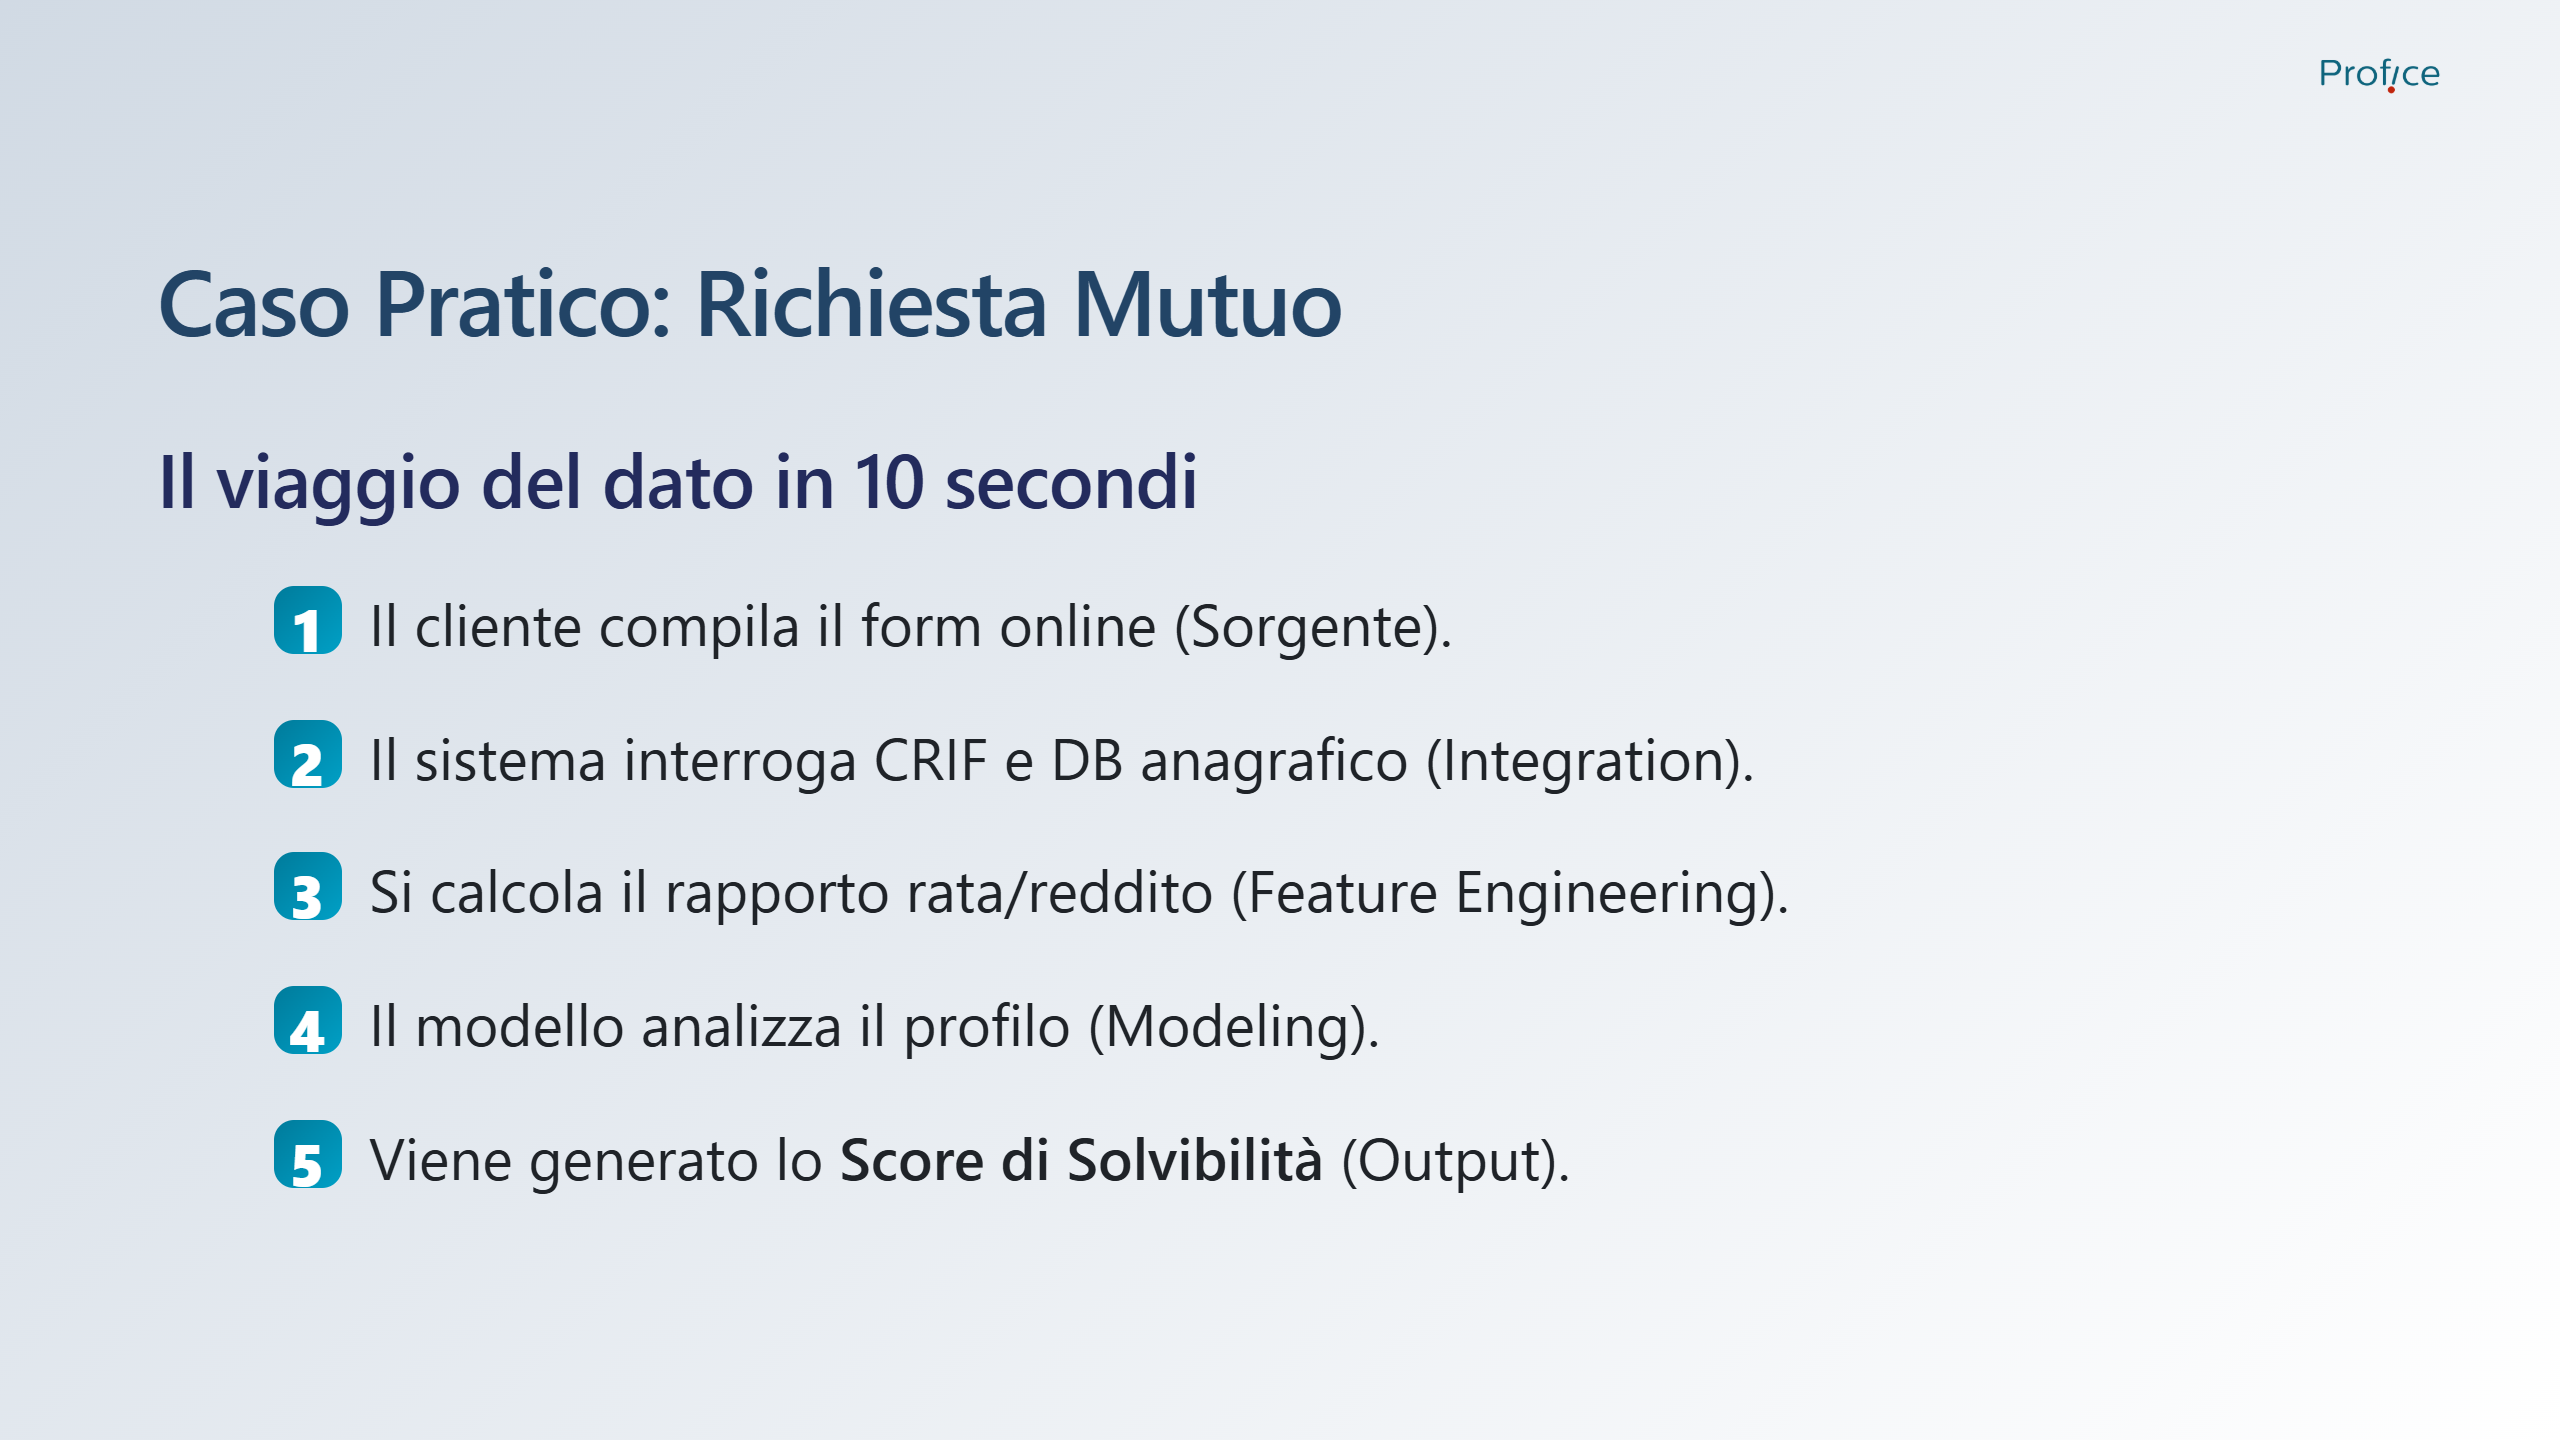 Profice
Caso Pratico: Richiesta Mutuo
Il viaggio del dato in 10 secondi
1 Il cliente compila il form online (Sorgente).
2 Il sistema interroga CRIF e DB anagrafico (Integration).
3 Si calcola il rapporto rata/reddito (Feature Engineering).
4 Il modello analizza il profilo (Modeling).
5 Viene generato lo Score di Solvibilità (Output).